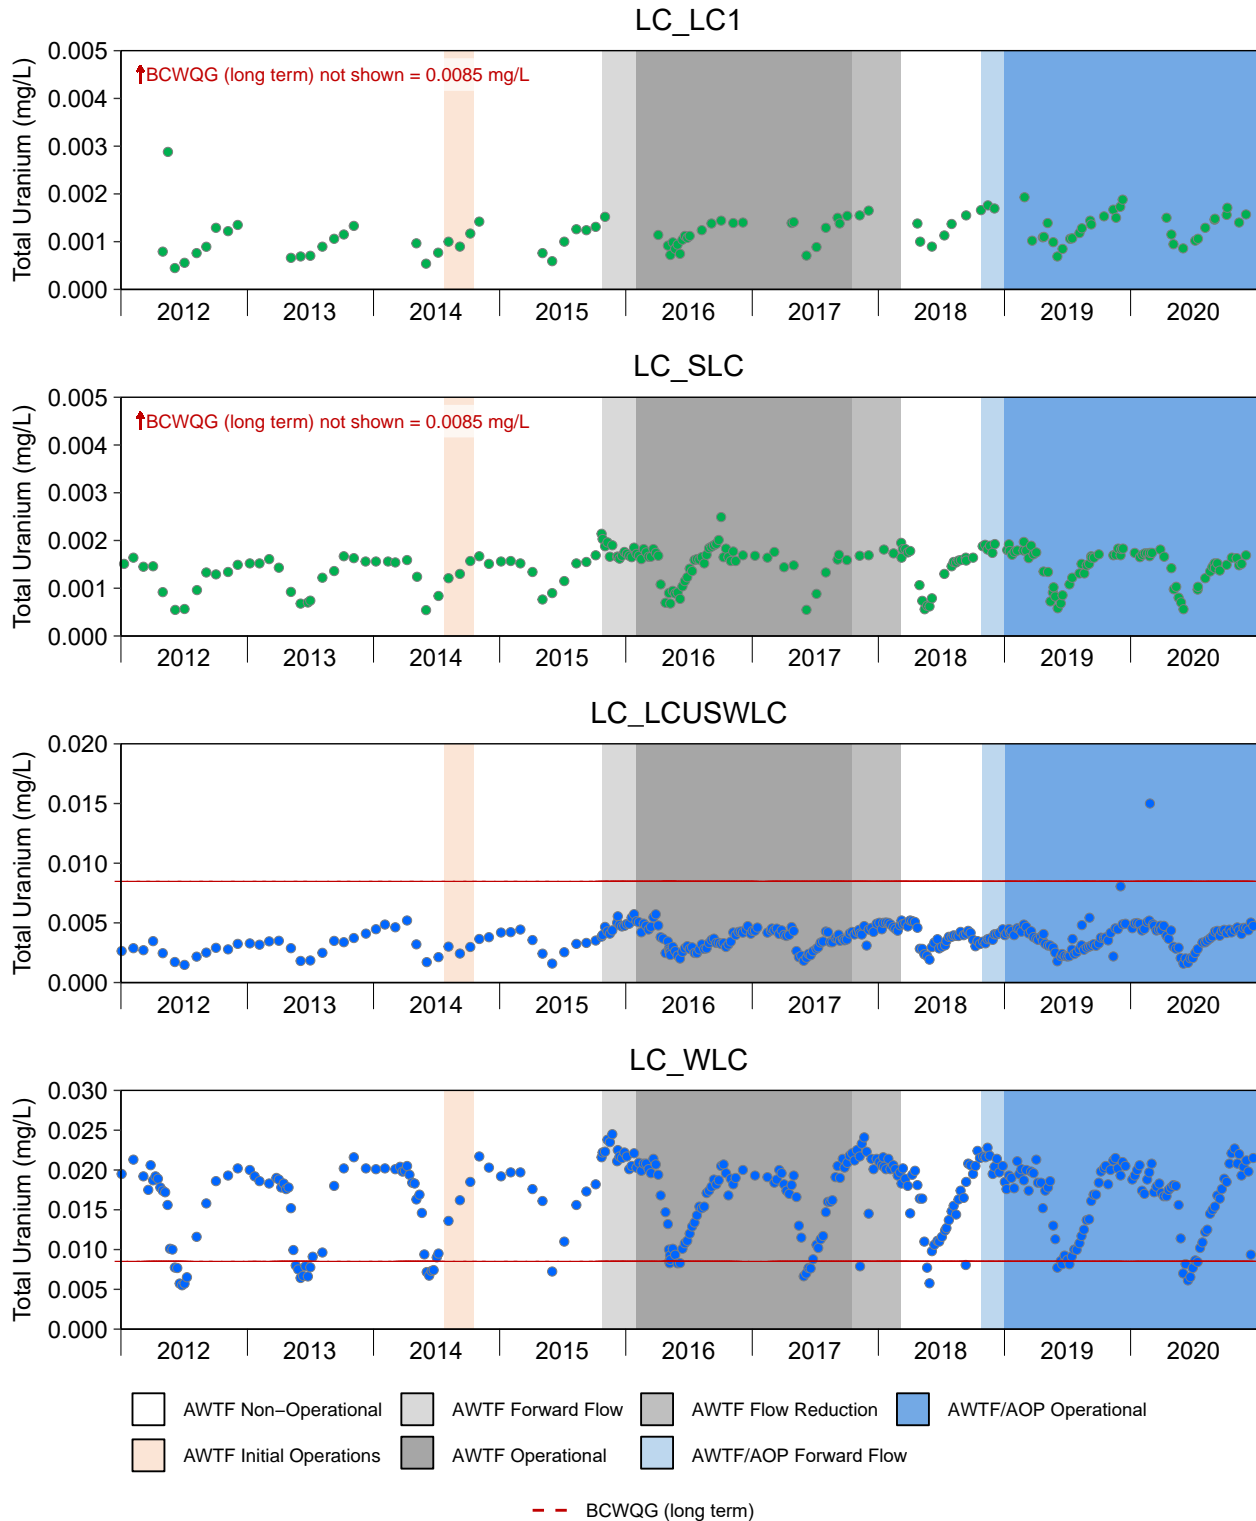 LC_LC1
Total Uranium (mg/L)
0.005
0.004
0.003
0.002
0.001
0.000
BCWQG (long term) not shown = 0.0085 mg/L
2012 2013 2014 2015 2016 2017 2018 2019 2020
LC_SLC
Total Uranium (mg/L)
0.005
0.004
0.003
0.002
0.001
0.000
BCWQG (long term) not shown = 0.0085 mg/L
2012 2013 2014 2015 2016 2017 2018 2019 2020
LC_LCUSWLC
Total Uranium (mg/L)
0.020
0.015
0.010
0.005
0.000
2012 2013 2014 2015 2016 2017 2018 2019 2020
LC_WLC
Total Uranium (mg/L)
0.030
0.025
0.020
0.015
0.010
0.005
0.000
2012 2013 2014 2015 2016 2017 2018 2019 2020
AWTF Non−Operational AWTF Forward Flow AWTF Flow Reduction AWTF/AOP Operational
AWTF Initial Operations AWTF Operational AWTF/AOP Forward Flow
BCWQG (long term)